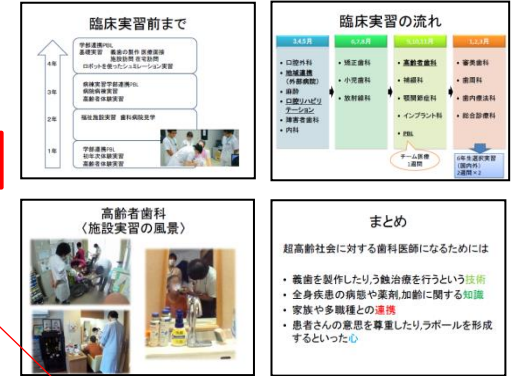 臨床実習前まで
4年
学部連携PBL
基礎実習 義歯の製作 医療面接
施設訪問 在宅訪問
ロボットを使ったシミュレーション実習
3年
病棟実習学部連携PBL
病院病棟実習
高齢者体験実習
2年
福祉施設実習 歯科病院見学
1年
学部連携PBL
初年次体験実習
高齢者体験実習
臨床実習の流れ
3,4,5月
・口腔外科
・地域連携
(外部病院)
・麻酔
・口腔リハビリ
テーション
・障害者歯科
・内科
6,7,8月
・矯正歯科
・小児歯科
・放射線科
・高齢者歯科
・補綴科
・顎関節症科
・インプラント科
・PBL
チーム医療
1週間
1,2,3月
・審美歯科
・歯周科
・歯内療法科
・総合診療科
6年生選択実習
(国内外)
2週間×2
高齢者歯科
〈施設実習の風景〉
まとめ
超高齢社会に対する歯科医師になるためには
・義歯を製作したり,う蝕治療を行うという技術
・全身疾患の病態や薬剤,加齢に関する知識
・家族や多職種との連携
・患者さんの意思を尊重したり,ラポールを形成
するといった心